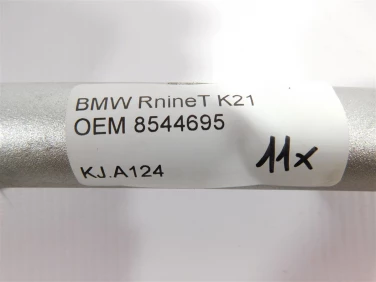 BMW RnineT K21
OEM 8544695
11x
KJ.A124